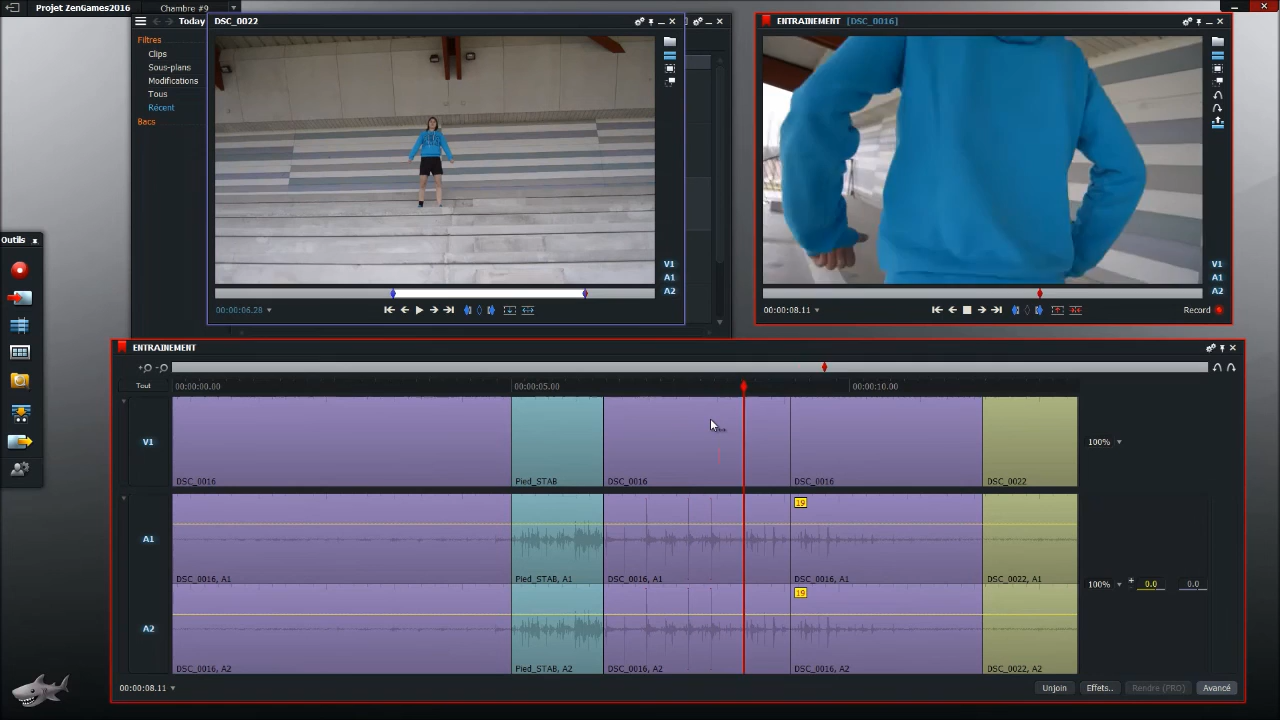 Projet ZenGames2016
Chambre #9
Today
DSC_0022
ENTRAINEMENT [DSC_0016]
Filtres
Clips
Sous-plans
Modifications
Tous
Récent
Bacs
V1
A1
A2
00:00:06.28
V1
A1
A2
00:00:08.11
Record
Outils
ENTRAINEMENT
Tout
00:00:00.00
00:00:05.00
00:00:10.00
V1
DSC_0016
Pied_STAB
DSC_0016
DSC_0016
DSC_0022
100%
19
A1
DSC_0016, A1
Pied_STAB, A1
DSC_0016, A1
DSC_0016, A1
DSC_0022, A1
100%
0.0
0.0
19
A2
DSC_0016, A2
Pied_STAB, A2
DSC_0016, A2
DSC_0016, A2
DSC_0022, A2
00:00:08.11
Unjoin
Effets..
Rendre (PRO)
Avancé